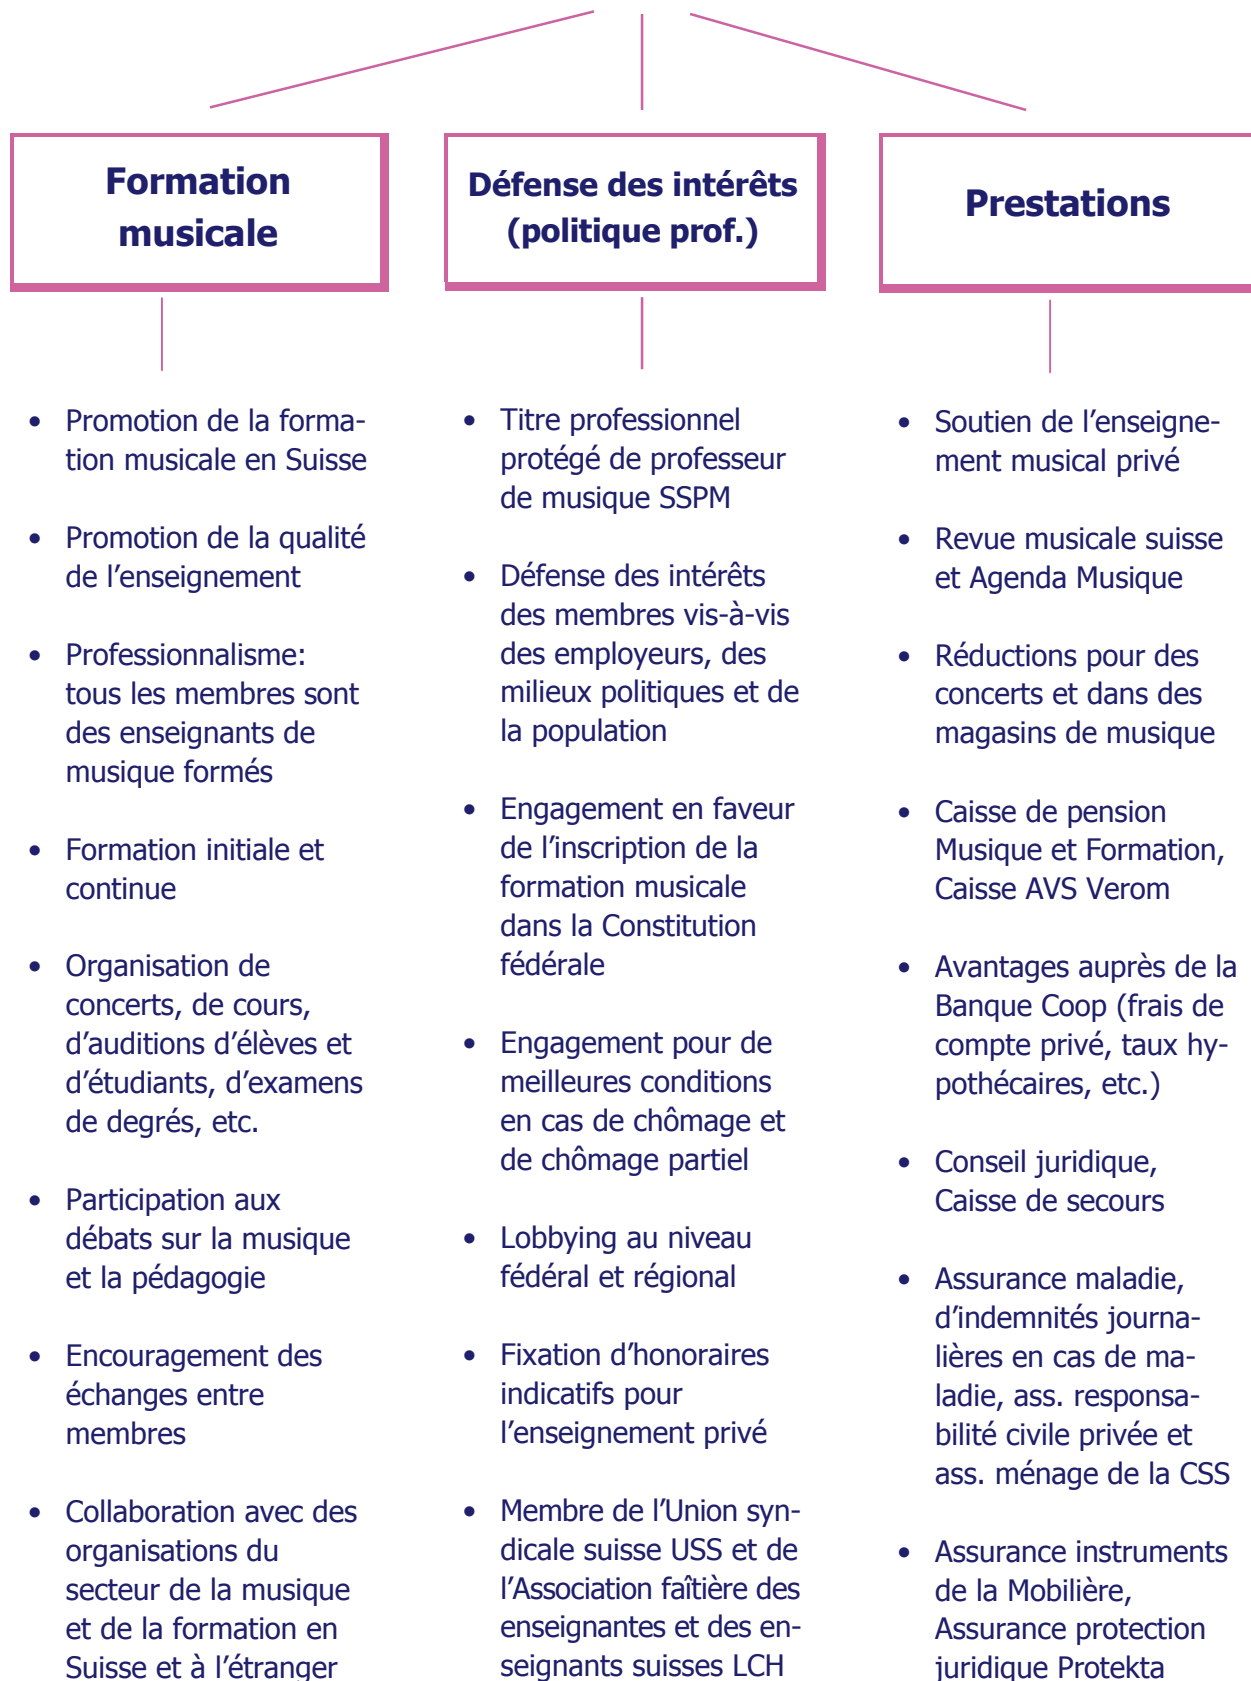 Formation
musicale
Défense des intérêts
(politique prof.)
Prestations
• Promotion de la forma-
tion musicale en Suisse
• Promotion de la qualité
de l’enseignement
• Professionnalisme:
tous les membres sont
des enseignants de
musique formés
• Formation initiale et
continue
• Organisation de
concerts, de cours,
d’auditions d’élèves et
d’étudiants, d’examens
de degrés, etc.
• Participation aux
débats sur la musique
et la pédagogie
• Encouragement des
échanges entre
membres
• Collaboration avec des
organisations du
secteur de la musique
et de la formation en
Suisse et à l’étranger
• Titre professionnel
protégé de professeur
de musique SSPM
• Défense des intérêts
des membres vis-à-vis
des employeurs, des
milieux politiques et de
la population
• Engagement en faveur
de l’inscription de la
formation musicale
dans la Constitution
fédérale
• Engagement pour de
meilleures conditions
en cas de chômage et
de chômage partiel
• Lobbying au niveau
fédéral et régional
• Fixation d’honoraires
indicatifs pour
l’enseignement privé
• Membre de l’Union syn-
dicale suisse USS et de
l’Association faîtière des
enseignantes et des en-
seignants suisses LCH
• Soutien de l’enseigne-
ment musical privé
• Revue musicale suisse
et Agenda Musique
• Réductions pour des
concerts et dans des
magasins de musique
• Caisse de pension
Musique et Formation,
Caisse AVS Verom
• Avantages auprès de la
Banque Coop (frais de
compte privé, taux hy-
pothécaires, etc.)
• Conseil juridique,
Caisse de secours
• Assurance maladie,
d’indemnités journa-
lières en cas de ma-
ladie, ass. responsa-
bilité civile privée et
ass. ménage de la CSS
• Assurance instruments
de la Mobilière,
Assurance protection
juridique Protekta